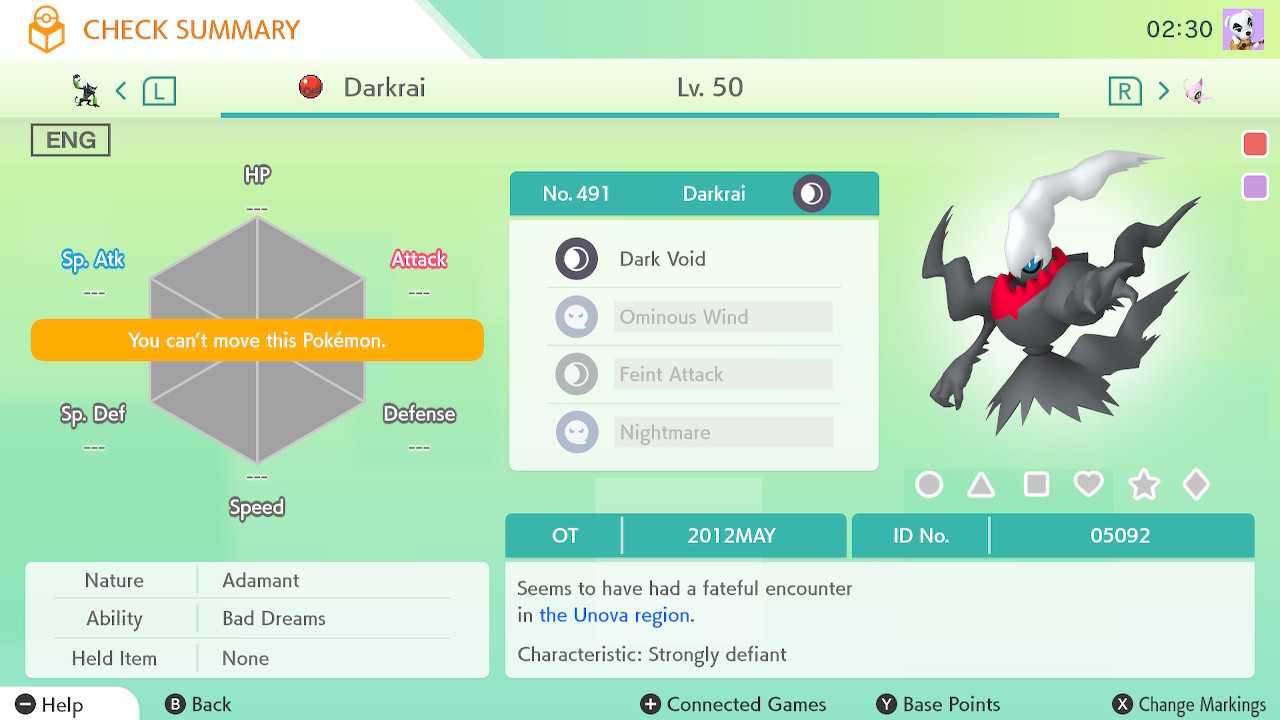 CHECK SUMMARY
02:30
L
Darkrai
Lv. 50
R
ENG
HP
---
Sp. Atk
---
Attack
---
You can't move this Pokémon.
Sp. Def
---
Defense
---
---
Speed
No. 491 Darkrai
Dark Void
Ominous Wind
Feint Attack
Nightmare
OT 2012MAY
ID No. 05092
Nature Adamant
Ability Bad Dreams
Held Item None
Seems to have had a fateful encounter
in the Unova region.
Characteristic: Strongly defiant
Help
B Back
Connected Games
Y Base Points
X Change Markings